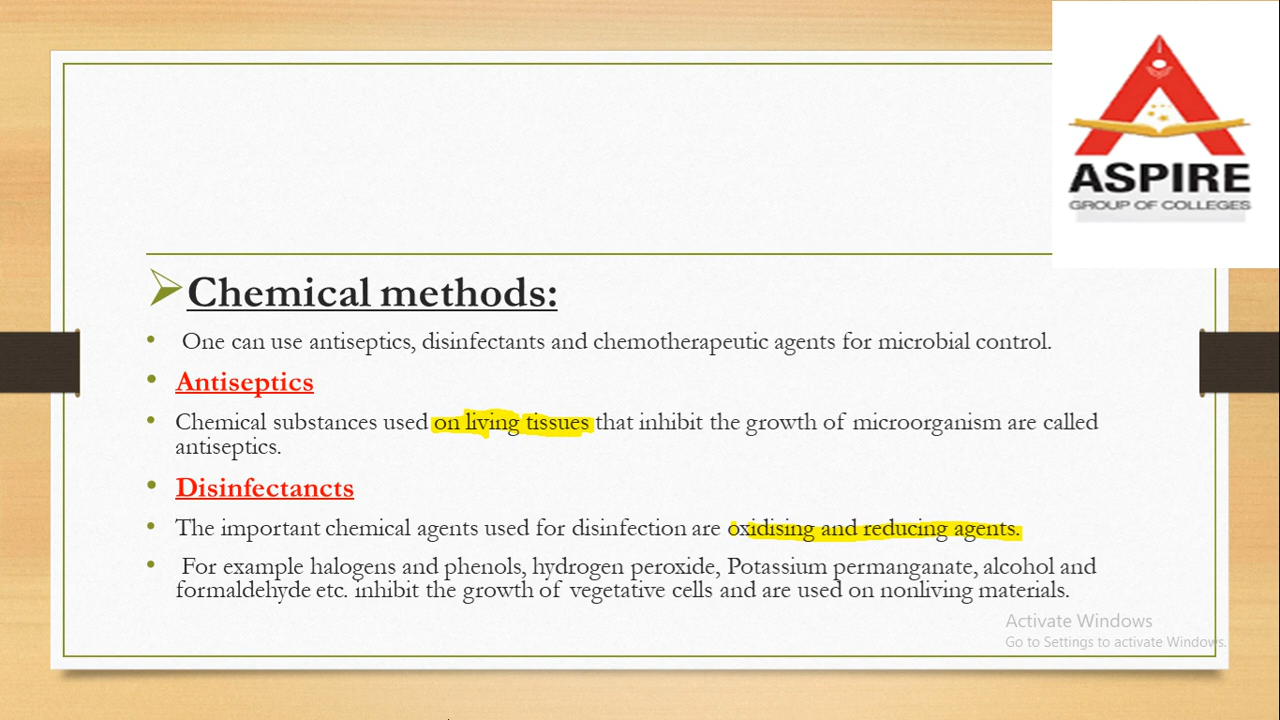 ASPIRE
GROUP OF COLLEGES
Chemical methods:
One can use antiseptics, disinfectants and chemotherapeutic agents for microbial control.
Antiseptics
Chemical substances used on living tissues that inhibit the growth of microorganism are called
antiseptics.
Disinfectancts
The important chemical agents used for disinfection are oxidising and reducing agents.
For example halogens and phenols, hydrogen peroxide, Potassium permanganate, alcohol and
formaldehyde etc. inhibit the growth of vegetative cells and are used on nonliving materials.
Activate Windows
Go to Settings to activate Windows.